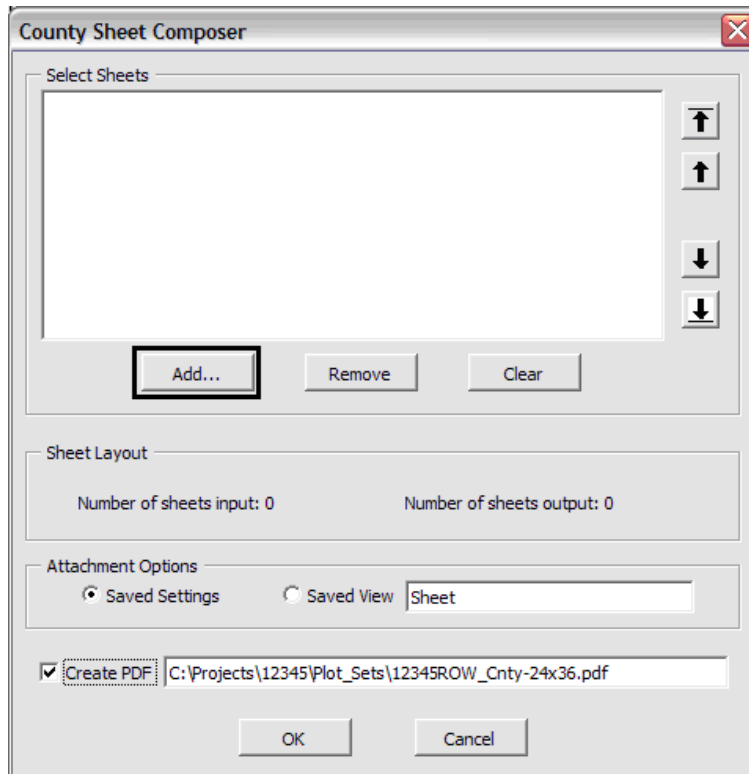 County Sheet Composer
Select Sheets
Add...
Remove
Clear
Sheet Layout
Number of sheets input: 0
Number of sheets output: 0
Attachment Options
Saved Settings
Saved View
Sheet
Create PDF
C:\Projects\12345\Plot_Sets\12345ROW_Cnty-24x36.pdf
OK
Cancel